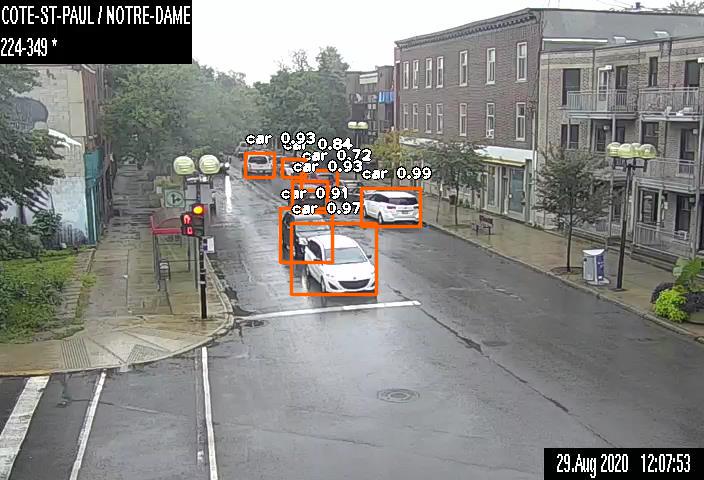 COTE-ST-PAUL / NOTRE-DAME
224-349 *
car 0.93
car 0.84
car 0.72
car 0.93
car 0.99
car 0.91
car 0.97
29.Aug 2020 12:07:53